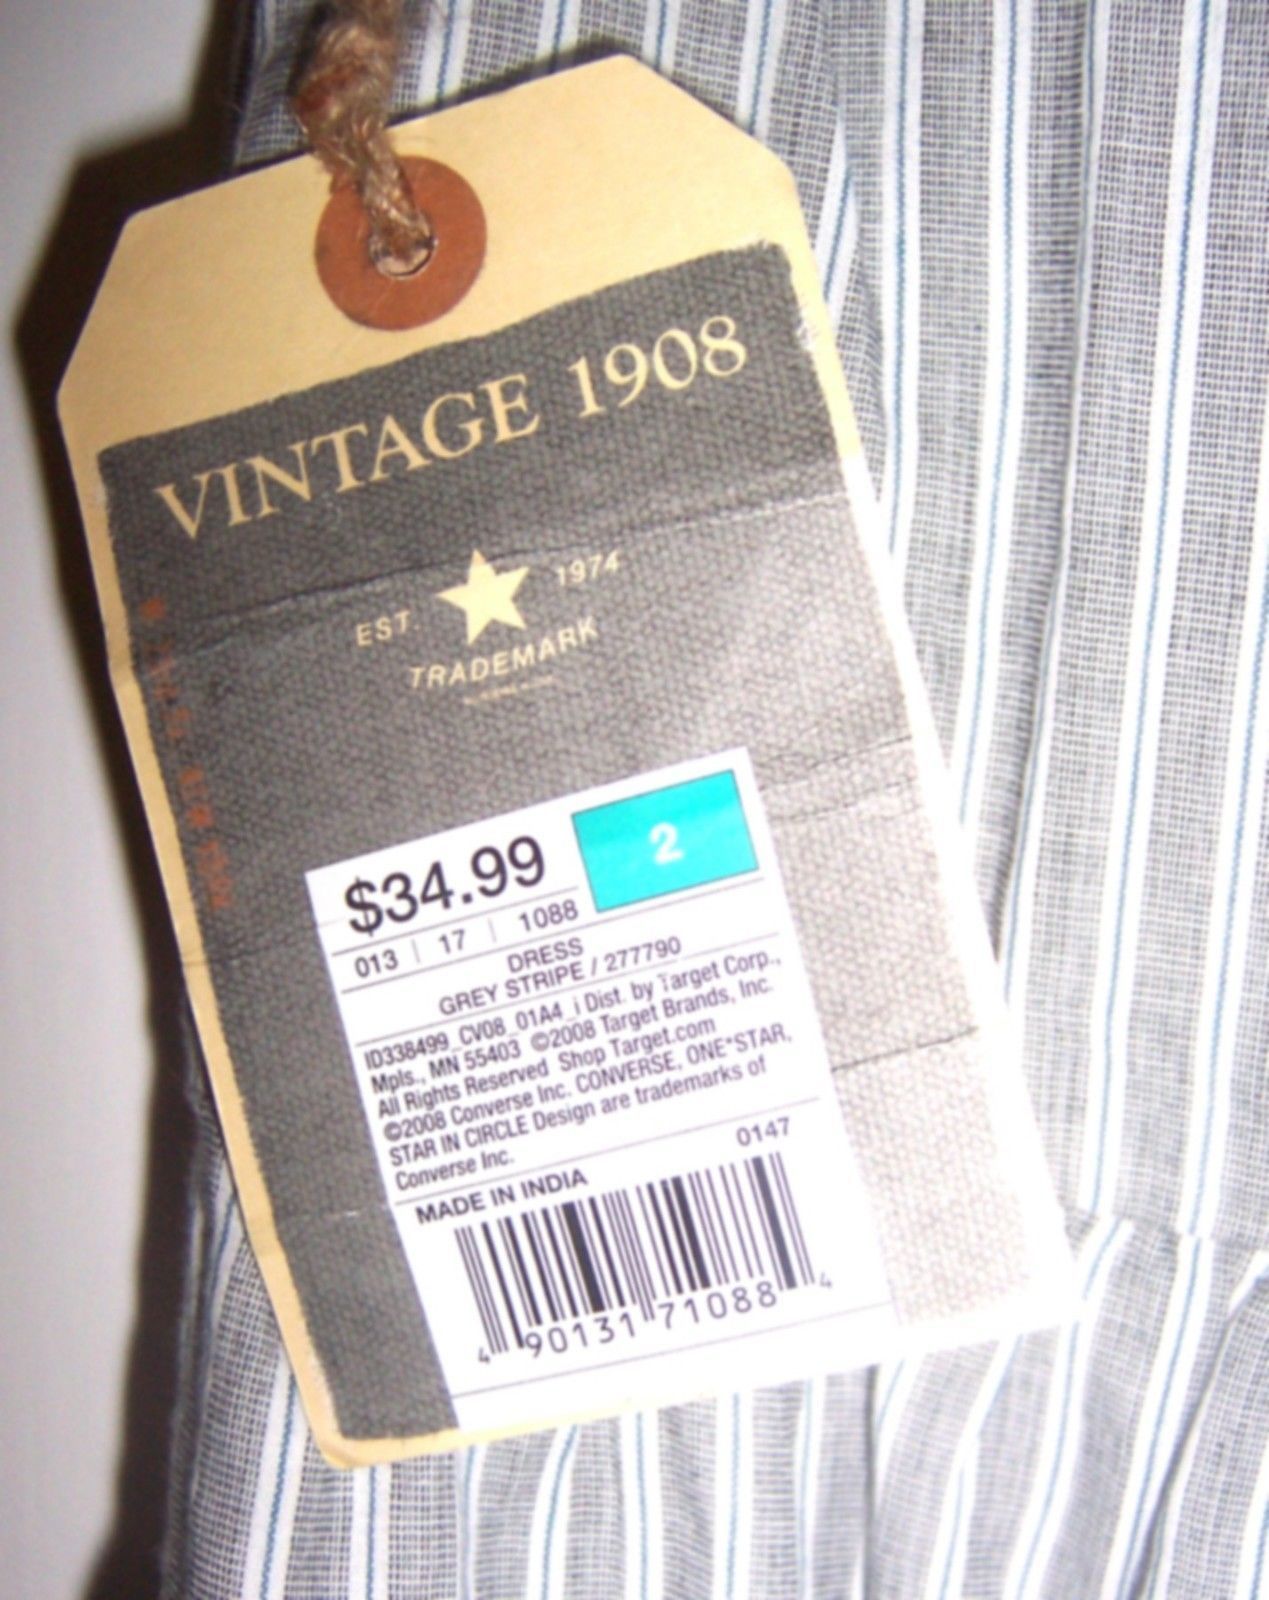 VINTAGE 1908
EST. 1974
TRADEMARK
$34.99
2
013 | 17 | 1088
DRESS
GREY STRIPE / 277790
ID338499_CV08_01A4_i Dist. by Target Corp.,
Mpls., MN 55403 ©2008 Target Brands, Inc.
All Rights Reserved Shop Target.com
©2008 Converse Inc. CONVERSE, ONE*STAR,
STAR IN CIRCLE Design are trademarks of
Converse Inc.
0147
MADE IN INDIA
4 90131 71088 4